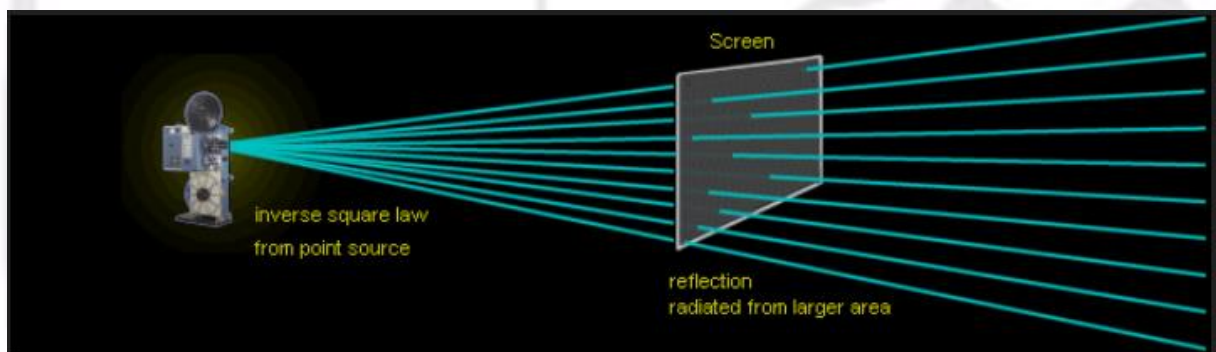 Screen
inverse square law
from point source
reflection
radiated from larger area